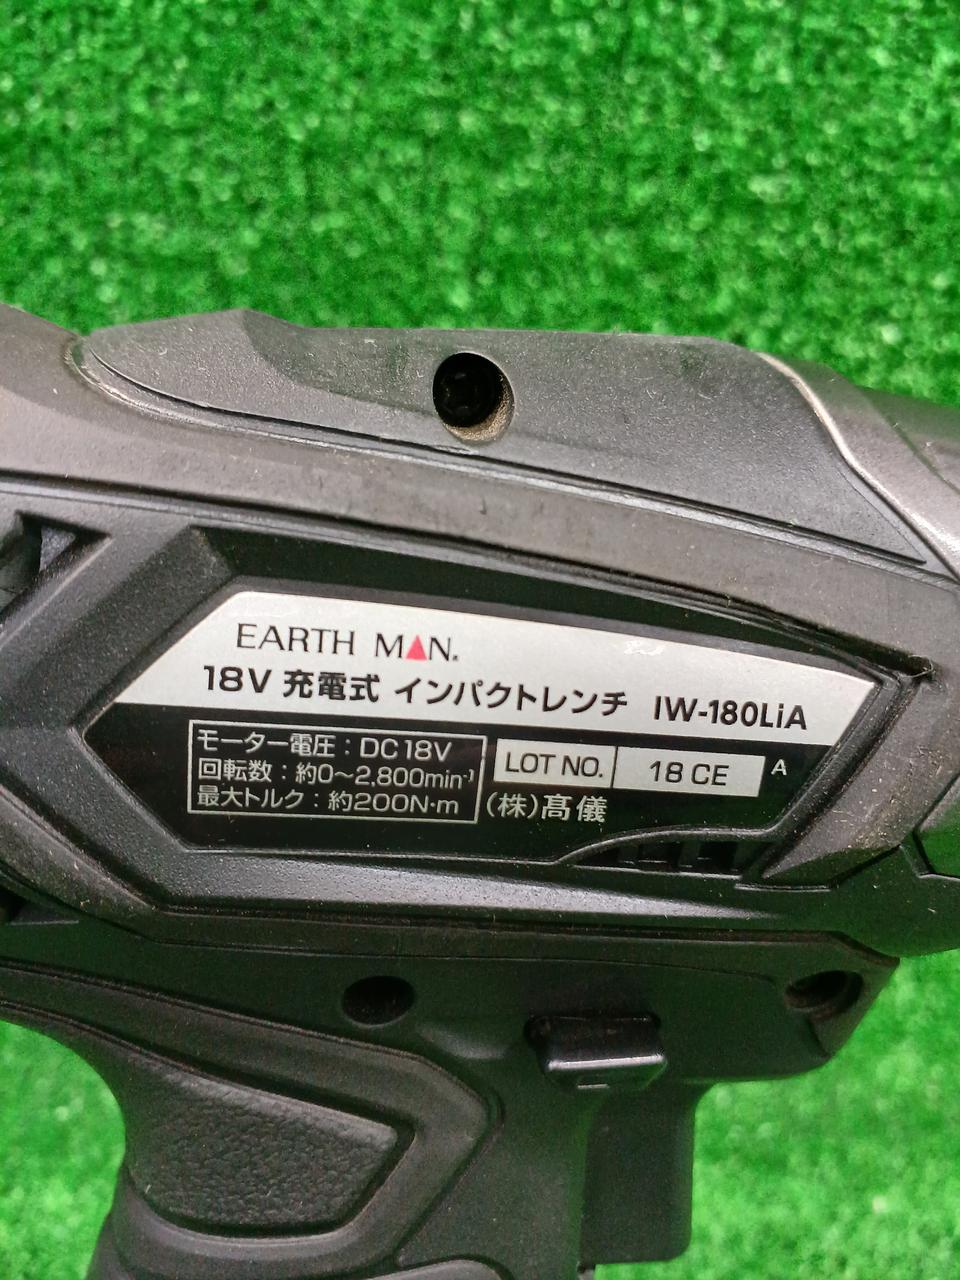 EARTH MAN.
18V 充電式 インパクトレンチ IW-180LiA
モーター電圧：DC18V
回転数：約0～2,800min⁻¹
最大トルク：約200N·m
LOT NO. 18 CE A
(株)髙儀